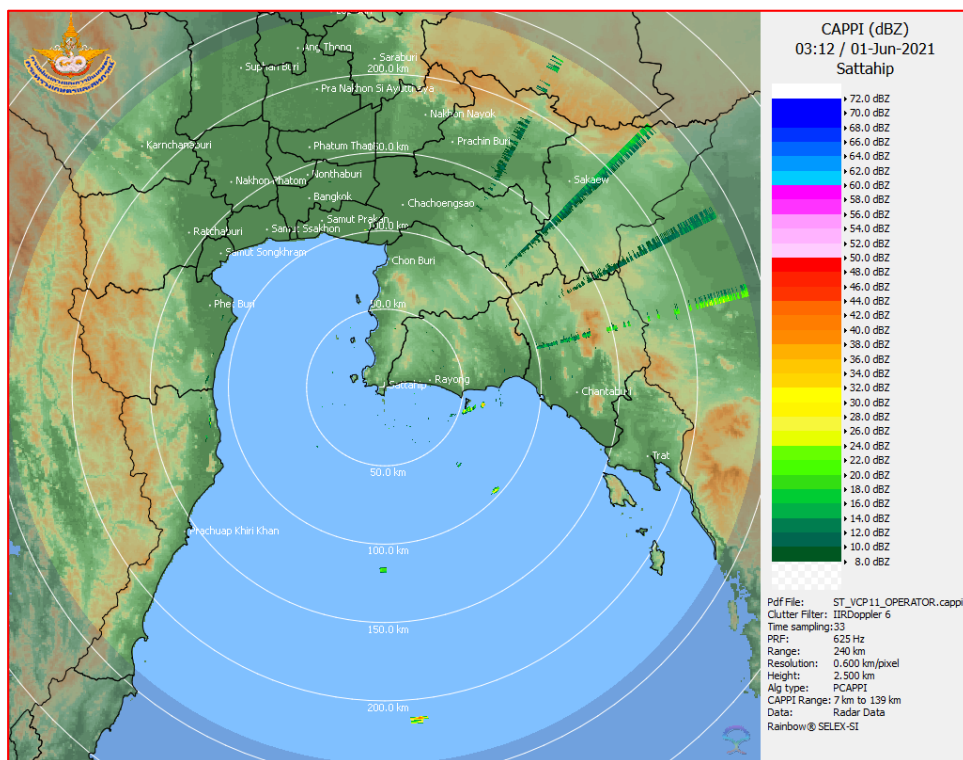 CAPPI (dBZ)
03:12 / 01-Jun-2021
Sattahip
72.0 dBZ
70.0 dBZ
68.0 dBZ
66.0 dBZ
64.0 dBZ
62.0 dBZ
60.0 dBZ
58.0 dBZ
56.0 dBZ
54.0 dBZ
52.0 dBZ
50.0 dBZ
48.0 dBZ
46.0 dBZ
44.0 dBZ
42.0 dBZ
40.0 dBZ
38.0 dBZ
36.0 dBZ
34.0 dBZ
32.0 dBZ
30.0 dBZ
28.0 dBZ
26.0 dBZ
24.0 dBZ
22.0 dBZ
20.0 dBZ
18.0 dBZ
16.0 dBZ
14.0 dBZ
12.0 dBZ
10.0 dBZ
8.0 dBZ
Pdf File: ST_VCP11_OPERATOR.cappi
Clutter Filter: IIRDoppler 6
Time sampling:33
PRF: 625 Hz
Range: 240 km
Resolution: 0.600 km/pixel
Height: 2.500 km
Alg type: PCAPPI
CAPPI Range: 7 km to 139 km
Data: Radar Data
Rainbow® SELEX-SI
Ang Thong
Saraburi
Suphan Buri
200.0 km
Pra Nakhon Si Ayuttraya
Nakhon Nayok
Karnchanaburi
Phatum Thani
Prachin Buri
Nonthaburi
Nakhon Phatom
Sakaew
Bangkok
Chachoengsao
Samut Prakan
Ratchaburi
Samut Ssakhon
100.0 km
Samut Songkhram
Chon Buri
Phet Buri
50.0 km
Sattahip
Rayong
Chantaburi
Trat
50.0 km
Prachuap Khiri Khan
100.0 km
150.0 km
200.0 km